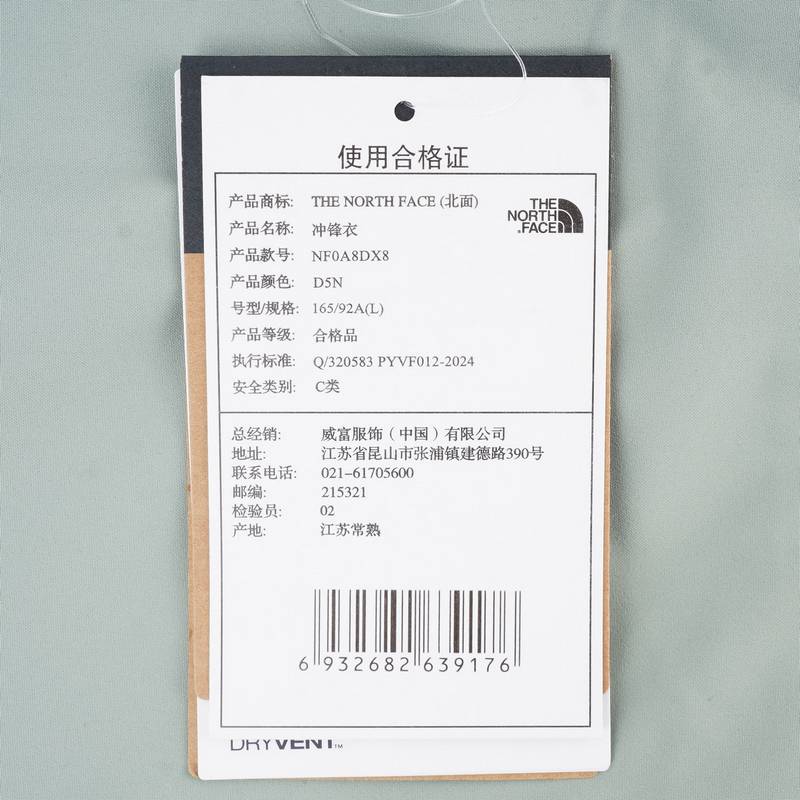 使用合格证
产品商标: THE NORTH FACE (北面)
产品名称: 冲锋衣
产品款号: NF0A8DX8
产品颜色: D5N
号型/规格: 165/92A(L)
产品等级: 合格品
执行标准: Q/320583 PYVF012-2024
安全类别: C类
THE
NORTH
FACE
总经销: 威富服饰（中国）有限公司
地址: 江苏省昆山市张浦镇建德路390号
联系电话: 021-61705600
邮编: 215321
检验员: 02
产地: 江苏常熟
6 932682 639176
DRYVENT™